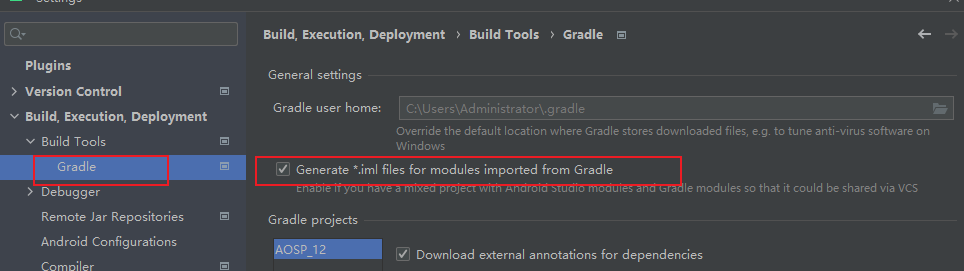 Settings
Plugins
Version Control
Build, Execution, Deployment
Build Tools
Gradle
Debugger
Remote Jar Repositories
Android Configurations
Compiler
Build, Execution, Deployment › Build Tools › Gradle
General settings
Gradle user home: C:\Users\Administrator\.gradle
Override the default location where Gradle stores downloaded files, e.g. to tune anti-virus software on
Windows
Generate *.iml files for modules imported from Gradle
Enable if you have a mixed project with Android Studio modules and Gradle modules so that it could be shared via VCS
Gradle projects
AOSP_12
Download external annotations for dependencies